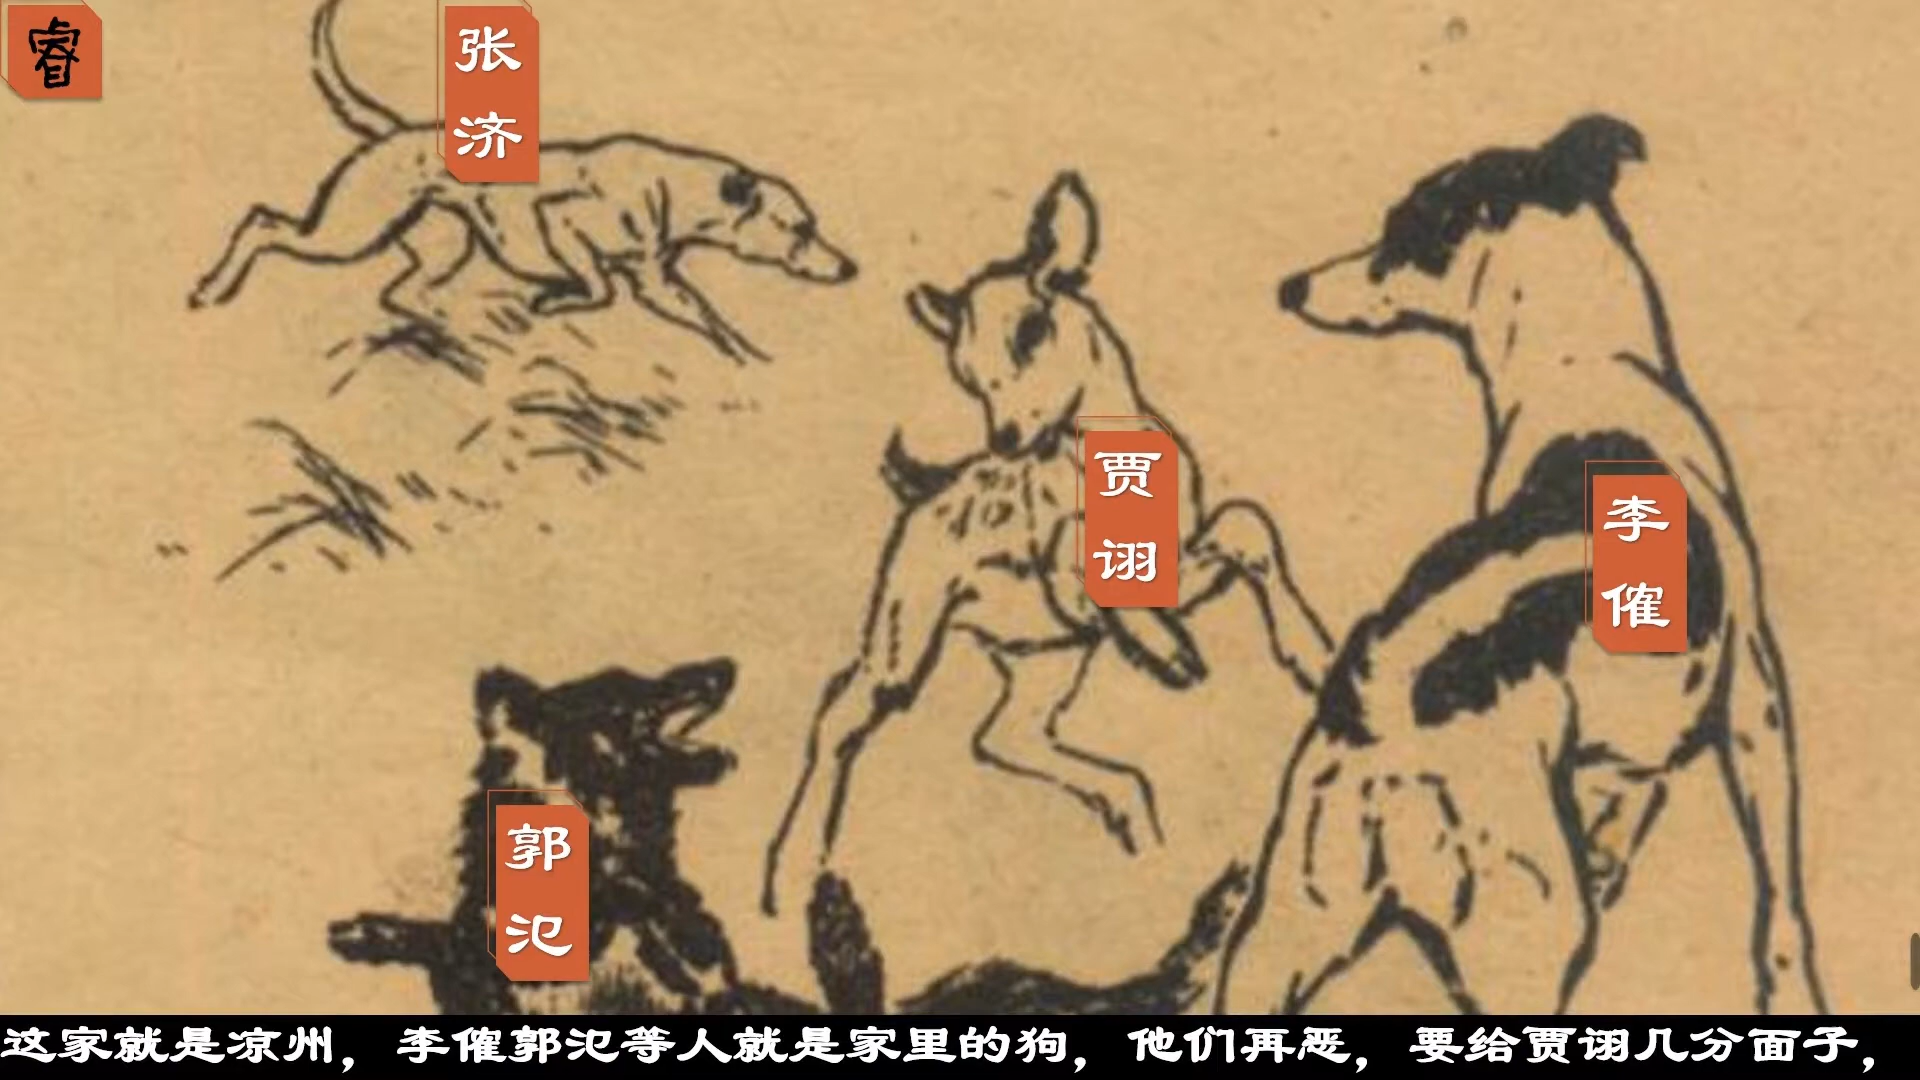 睿
张济
贾诩
李傕
郭汜
这家就是凉州，李傕郭汜等人就是家里的狗，他们再恶，要给贾诩几分面子，